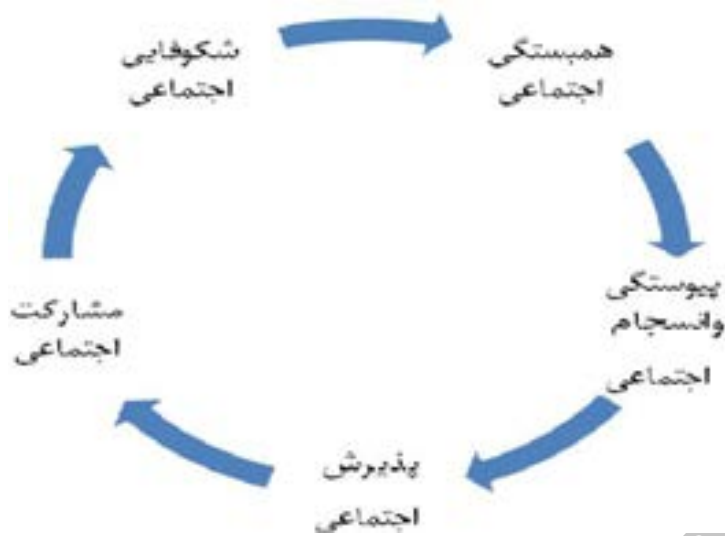 همبستگی
اجتماعی
پیوستگی
وانسجام
اجتماعی
پذیرش
اجتماعی
مشارکت
اجتماعی
شکوفایی
اجتماعی